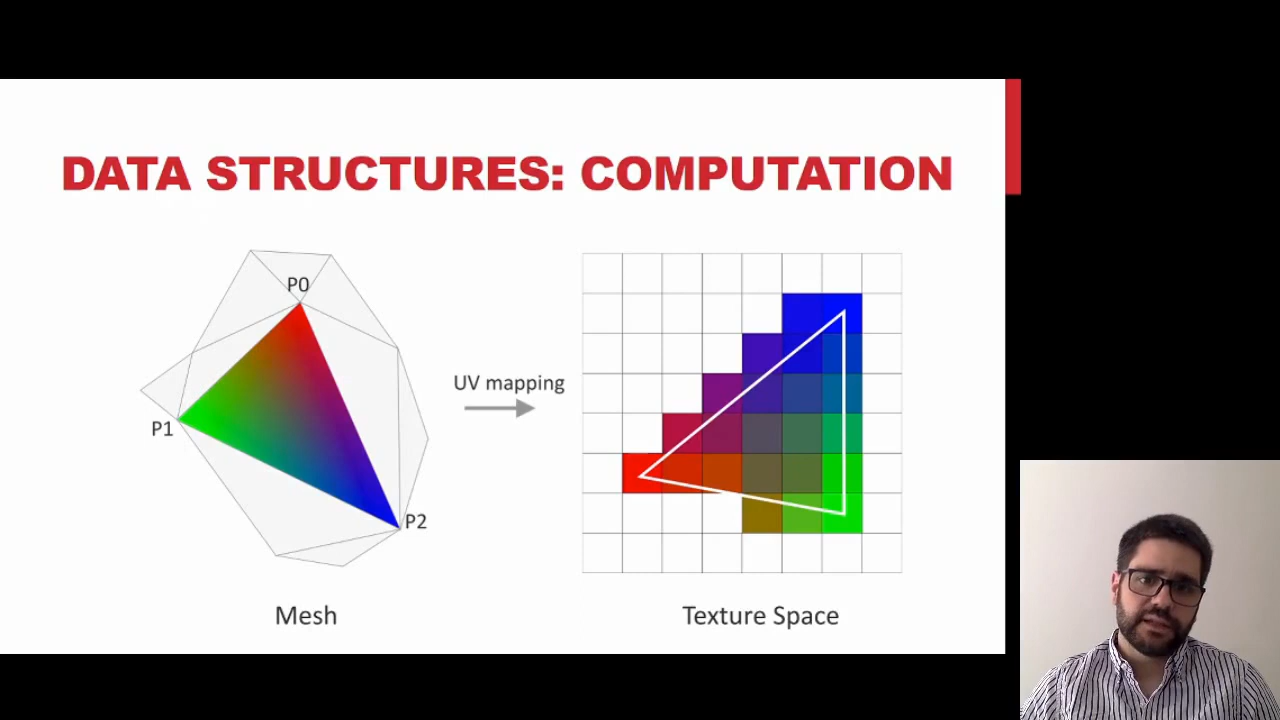 DATA STRUCTURES: COMPUTATION
P0
P1
P2
UV mapping
Mesh
Texture Space